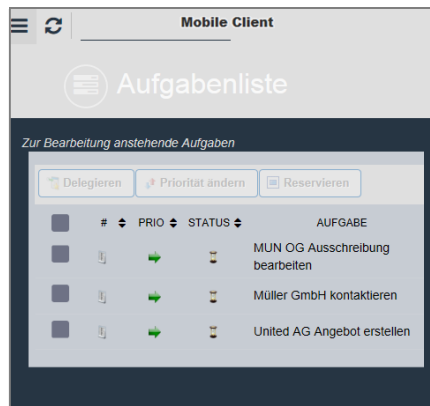 Mobile Client
Aufgabenliste
Zur Bearbeitung anstehende Aufgaben
Delegieren Priorität ändern Reservieren
# PRIO STATUS AUFGABE
MUN OG Ausschreibung
bearbeiten
Müller GmbH kontaktieren
United AG Angebot erstellen